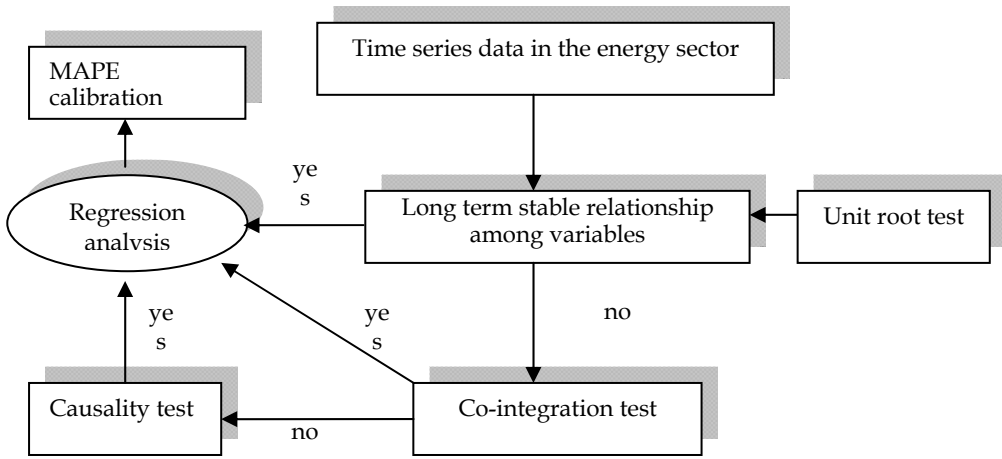 MAPE
calibration
Time series data in the energy sector
ye
s
Regression
analvsis
Long term stable relationship
among variables
Unit root test
ye
s
ye
s
no
Causality test
no
Co-integration test